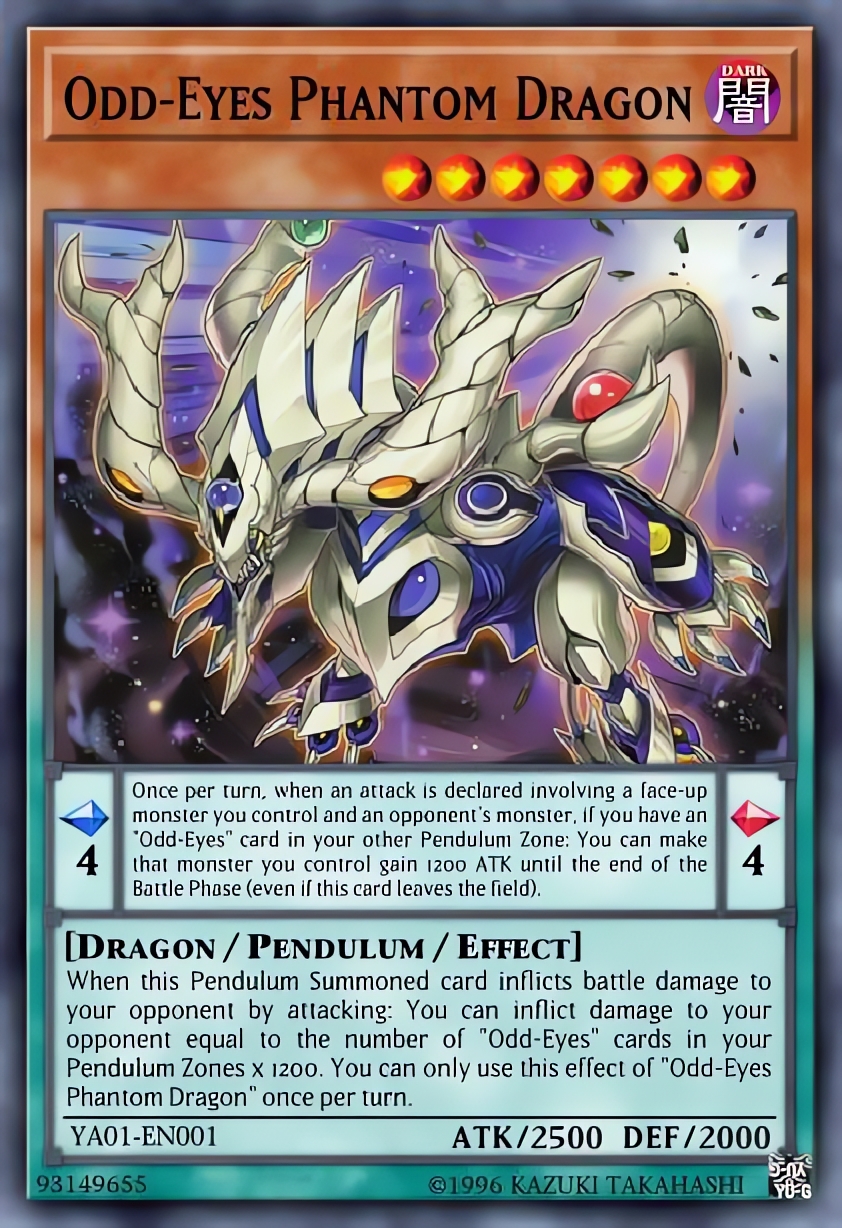 ODD-EYES PHANTOM DRAGON
DARK
闇
4
4
Once per turn, when an attack is declared involving a face-up
monster you control and an opponent's monster, if you have an
"Odd-Eyes" card in your other Pendulum Zone: You can make
that monster you control gain 1200 ATK until the end of the
Battle Phase (even if this card leaves the field).
[DRAGON / PENDULUM / EFFECT]
When this Pendulum Summoned card inflicts battle damage to
your opponent by attacking: You can inflict damage to your
opponent equal to the number of "Odd-Eyes" cards in your
Pendulum Zones x 1200. You can only use this effect of "Odd-Eyes
Phantom Dragon" once per turn.
YA01-EN001
ATK/2500 DEF/2000
93149655
©1996 KAZUKI TAKAHASHI